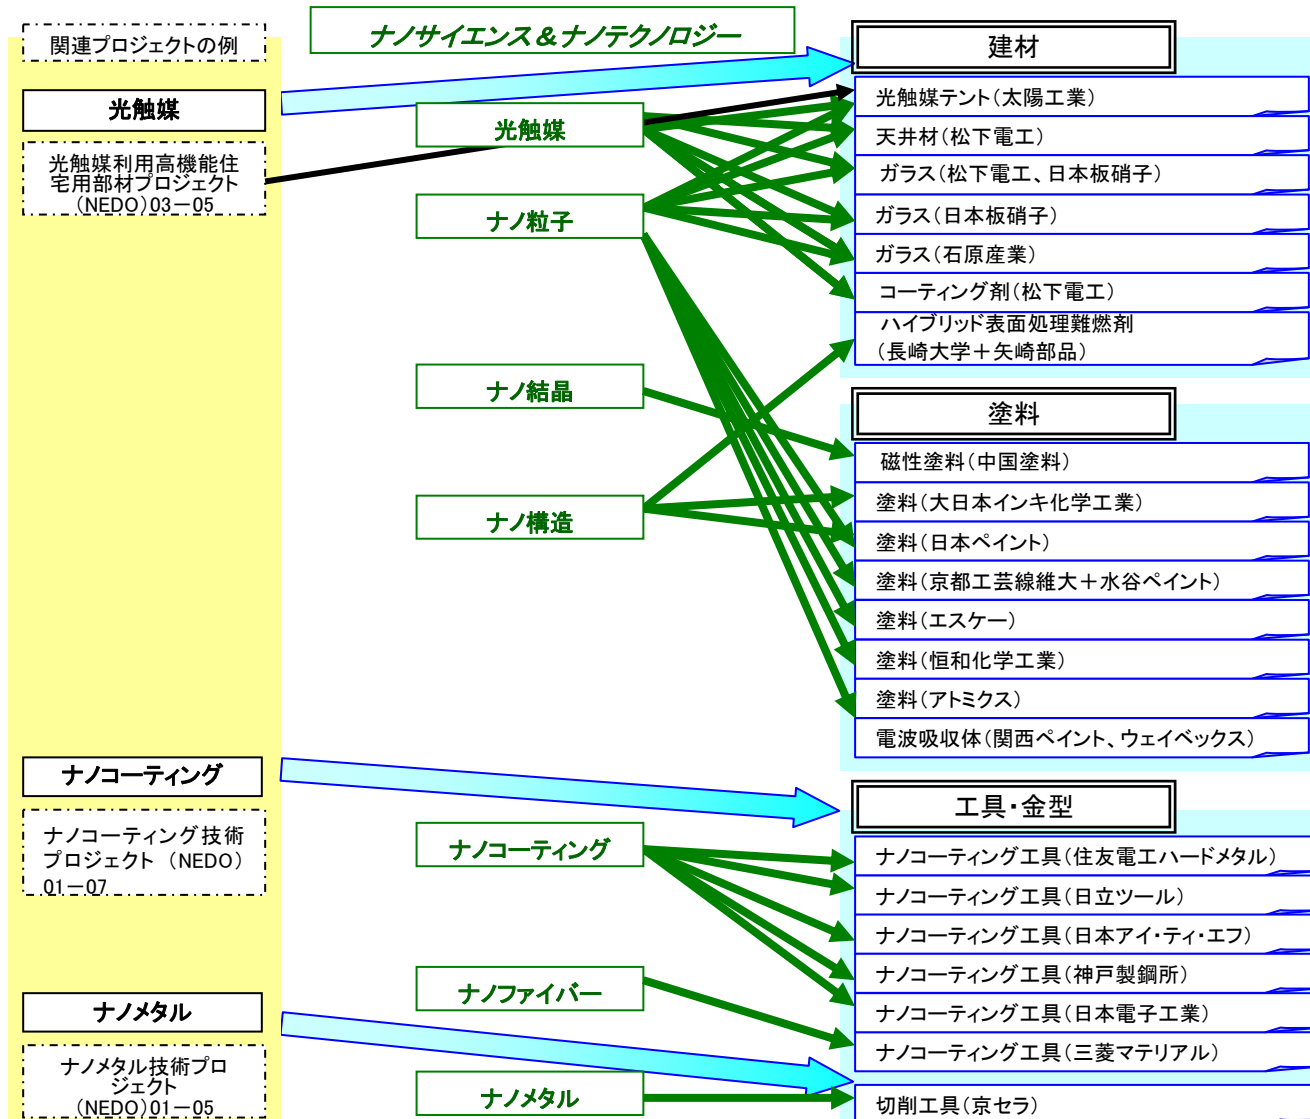 関連プロジェクトの例
光触媒
光触媒利用高機能住
宅用部材プロジェクト
(NEDO)03－05
ナノコーティング
ナノコーティング技術
プロジェクト (NEDO)
01－07
ナノメタル
ナノメタル技術プロ
ジェクト
(NEDO)01－05
ナノサイエンス＆ナノテクノロジー
光触媒
ナノ粒子
ナノ結晶
ナノ構造
ナノコーティング
ナノファイバー
ナノメタル
建材
光触媒テント(太陽工業)
天井材(松下電工)
ガラス(松下電工、日本板硝子)
ガラス(日本板硝子)
ガラス(石原産業)
コーティング剤(松下電工)
ハイブリッド表面処理難燃剤
(長崎大学＋矢崎部品)
塗料
磁性塗料(中国塗料)
塗料(大日本インキ化学工業)
塗料(日本ペイント)
塗料(京都工芸線維大＋水谷ペイント)
塗料(エスケー)
塗料(恒和化学工業)
塗料(アトミクス)
電波吸収体(関西ペイント、ウェイベックス)
工具・金型
ナノコーティング工具(住友電工ハードメタル)
ナノコーティング工具(日立ツール)
ナノコーティング工具(日本アイ・ティ・エフ)
ナノコーティング工具(神戸製鋼所)
ナノコーティング工具(日本電子工業)
ナノコーティング工具(三菱マテリアル)
切削工具(京セラ)